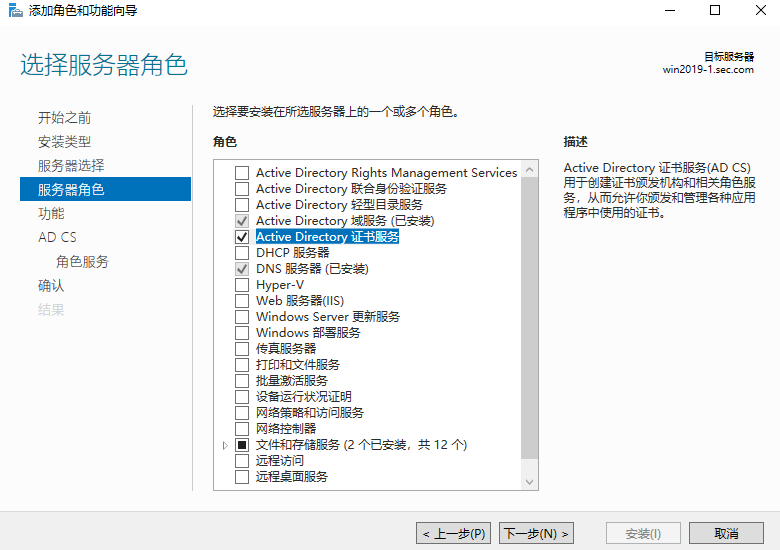 添加角色和功能向导
选择服务器角色
目标服务器
win2019-1.sec.com
开始之前
安装类型
服务器选择
服务器角色
功能
AD CS
角色服务
确认
结果
选择要安装在所选服务器上的一个或多个角色。
角色
Active Directory Rights Management Services
Active Directory 联合身份验证服务
Active Directory 轻型目录服务
Active Directory 域服务 (已安装)
Active Directory 证书服务
DHCP 服务器
DNS 服务器 (已安装)
Hyper-V
Web 服务器(IIS)
Windows Server 更新服务
Windows 部署服务
传真服务器
打印和文件服务
批量激活服务
设备运行状况证明
网络策略和访问服务
网络控制器
文件和存储服务 (2 个已安装，共 12 个)
远程访问
远程桌面服务
描述
Active Directory 证书服务(AD CS)
用于创建证书颁发机构和相关角色服
务，从而允许你颁发和管理各种应用
程序中使用的证书。
< 上一步(P)
下一步(N) >
安装(I)
取消